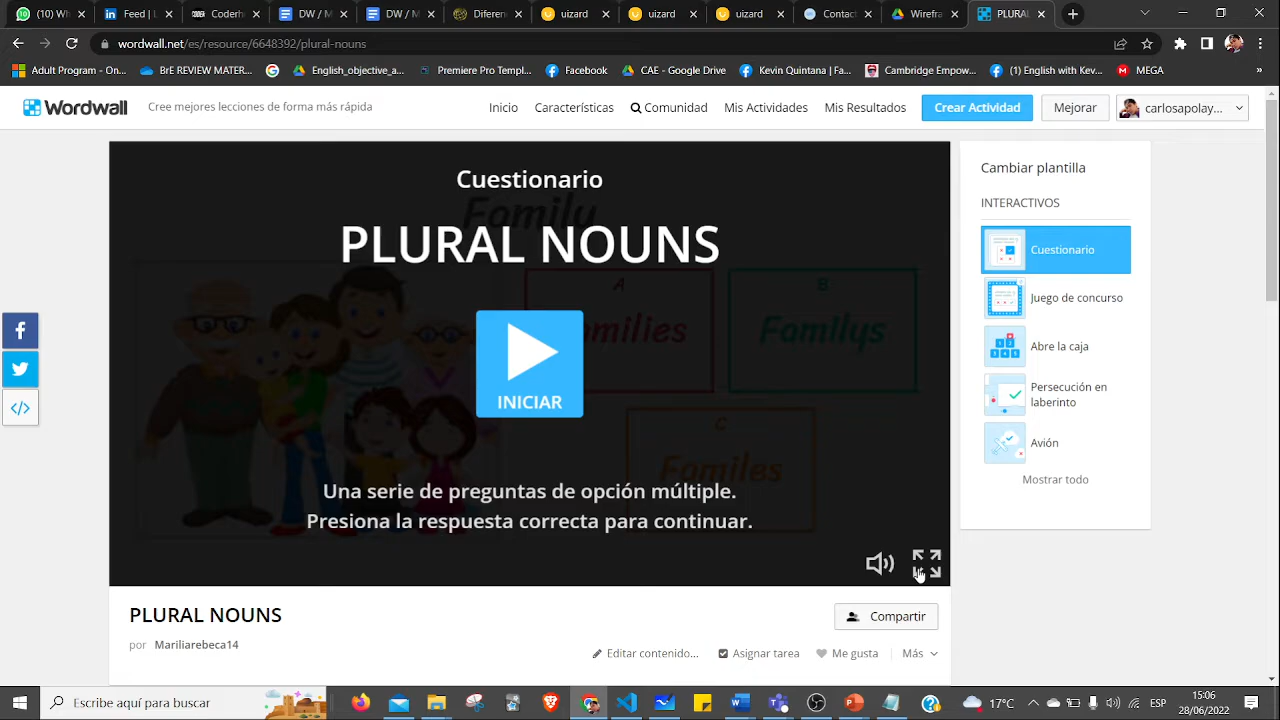 (10) W
Feed | L
Coderh
DW / M
DW / M
Diferen
uizard
uizard
uizard
Contact
Wirefra
PLURAL
wordwall.net/es/resource/6648392/plural-nouns
Adult Program - On...
BrE REVIEW MATER...
English_objective_a...
Premiere Pro Templ...
Facebook
CAE - Google Drive
Kevin Quintana | Fa...
Cambridge Empow...
(1) English with Kev...
MEGA
»
Wordwall
Cree mejores lecciones de forma más rápida
Inicio
Características
Comunidad
Mis Actividades
Mis Resultados
Crear Actividad
Mejorar
carlosapolay...
Cuestionario
Family
PLURAL NOUNS
A
Families
B
Familys
INICIAR
C
Familes
Una serie de preguntas de opción múltiple.
Presiona la respuesta correcta para continuar.
Cambiar plantilla
INTERACTIVOS
Cuestionario
Juego de concurso
Abre la caja
Persecución en
laberinto
Avión
Mostrar todo
PLURAL NOUNS
Compartir
por Mariliarebeca14
Editar contenido...
Asignar tarea
Me gusta
Más
Escribe aquí para buscar
17°C
ESP
15:06
28/06/2022